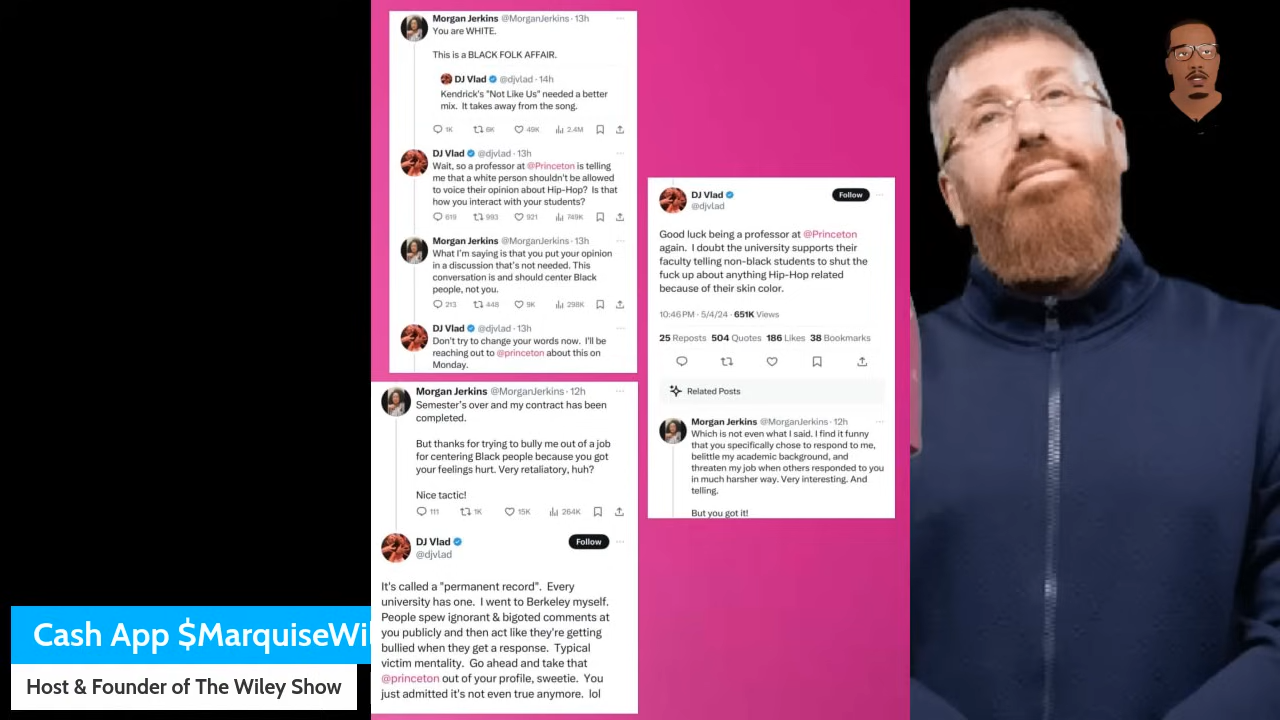 Morgan Jerkins @MorganJerkins · 13h
You are WHITE.
This is a BLACK FOLK AFFAIR.
DJ Vlad @djvlad · 14h
Kendrick's "Not Like Us" needed a better
mix. It takes away from the song.
1K 6K 49K 2.4M
DJ Vlad @djvlad · 13h
Wait, so a professor at @Princeton is telling
me that a white person shouldn't be allowed
to voice their opinion about Hip-Hop? Is that
how you interact with your students?
619 993 921 749K
Morgan Jerkins @MorganJerkins · 13h
What I'm saying is that you put your opinion
in a discussion that's not needed. This
conversation is and should center Black
people, not you.
213 448 9K 298K
DJ Vlad @djvlad · 13h
Don't try to change your words now. I'll be
reaching out to @princeton about this on
Monday.
Morgan Jerkins @MorganJerkins · 12h
Semester's over and my contract has been
completed.
But thanks for trying to bully me out of a job
for centering Black people because you got
your feelings hurt. Very retaliatory, huh?
Nice tactic!
111 1K 15K 264K
DJ Vlad
@djvlad
Follow
It's called a "permanent record". Every
university has one. I went to Berkeley myself.
People spew ignorant & bigoted comments at
you publicly and then act like they're getting
bullied when they get a response. Typical
victim mentality. Go ahead and take that
@princeton out of your profile, sweetie. You
just admitted it's not even true anymore. lol
DJ Vlad
@djvlad
Follow
Good luck being a professor at @Princeton
again. I doubt the university supports their
faculty telling non-black students to shut the
fuck up about anything Hip-Hop related
because of their skin color.
10:46 PM · 5/4/24 · 651K Views
25 Reposts 504 Quotes 186 Likes 38 Bookmarks
Related Posts
Morgan Jerkins @MorganJerkins · 12h
Which is not even what I said. I find it funny
that you specifically chose to respond to me,
belittle my academic background, and
threaten my job when others responded to you
in much harsher way. Very interesting. And
telling.
But you got it!
Cash App $MarquiseWil
Host & Founder of The Wiley Show